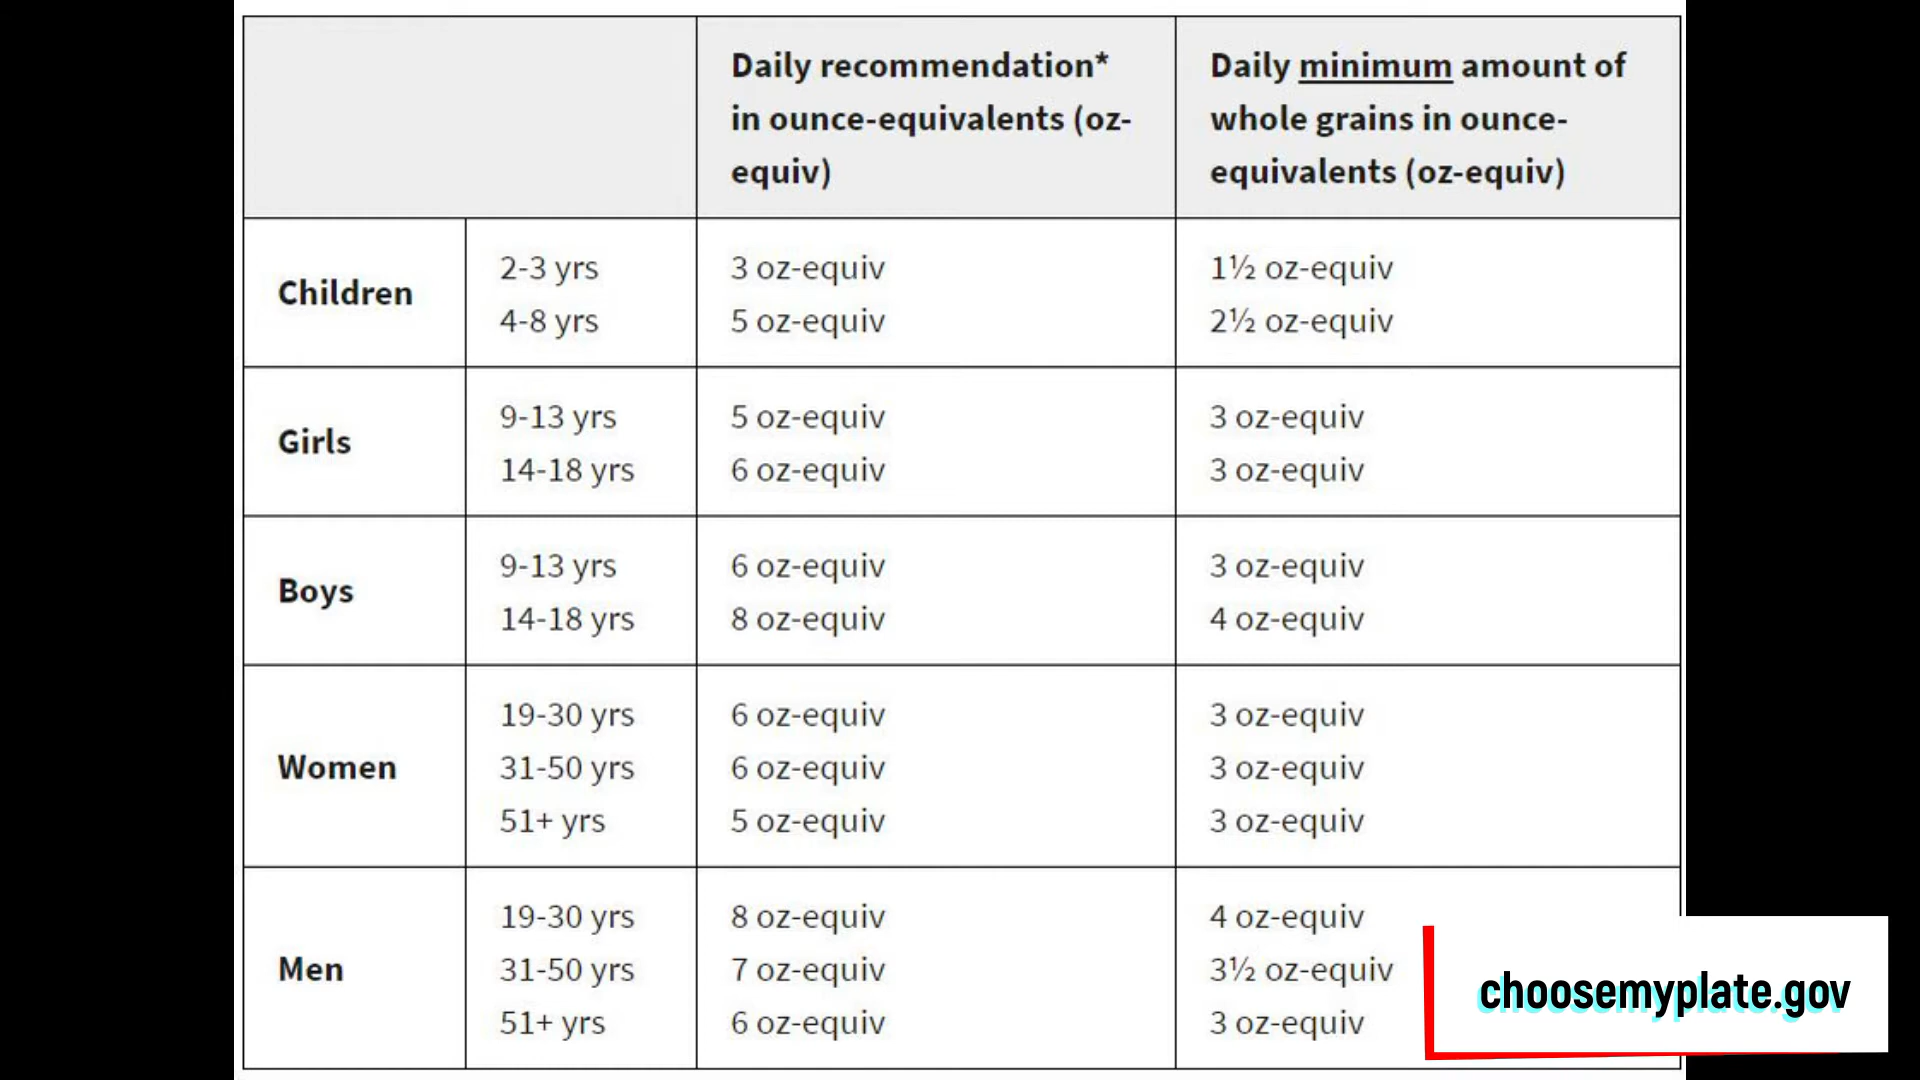 Daily recommendation*
in ounce-equivalents (oz-
equiv)
Daily minimum amount of
whole grains in ounce-
equivalents (oz-equiv)
Children
2-3 yrs 3 oz-equiv 1½ oz-equiv
4-8 yrs 5 oz-equiv 2½ oz-equiv
Girls
9-13 yrs 5 oz-equiv 3 oz-equiv
14-18 yrs 6 oz-equiv 3 oz-equiv
Boys
9-13 yrs 6 oz-equiv 3 oz-equiv
14-18 yrs 8 oz-equiv 4 oz-equiv
Women
19-30 yrs 6 oz-equiv 3 oz-equiv
31-50 yrs 6 oz-equiv 3 oz-equiv
51+ yrs 5 oz-equiv 3 oz-equiv
Men
19-30 yrs 8 oz-equiv 4 oz-equiv
31-50 yrs 7 oz-equiv 3½ oz-equiv
51+ yrs 6 oz-equiv 3 oz-equiv
choosemyplate.gov